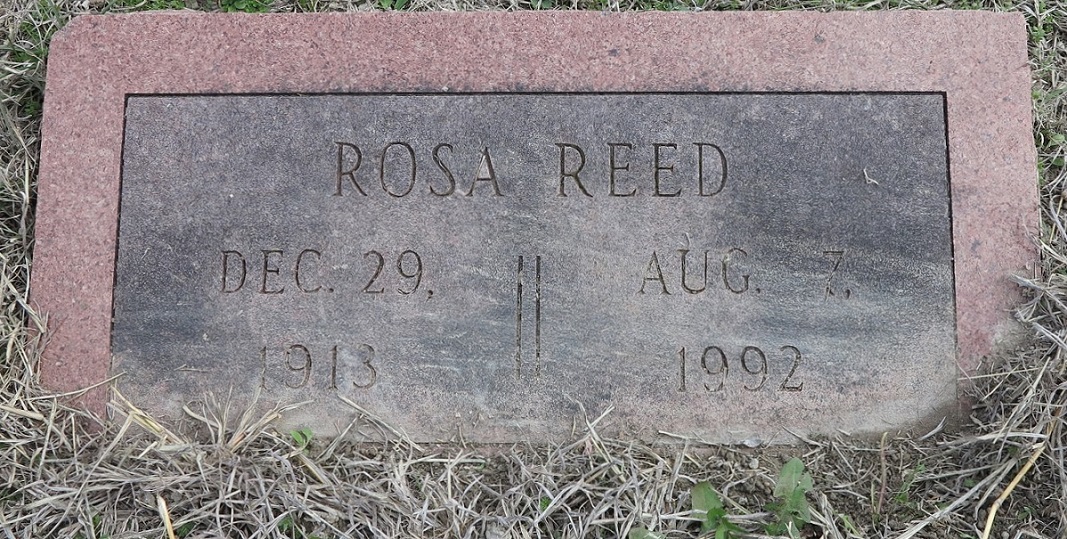 ROSA REED
DEC. 29, AUG. 7,
1913 1992